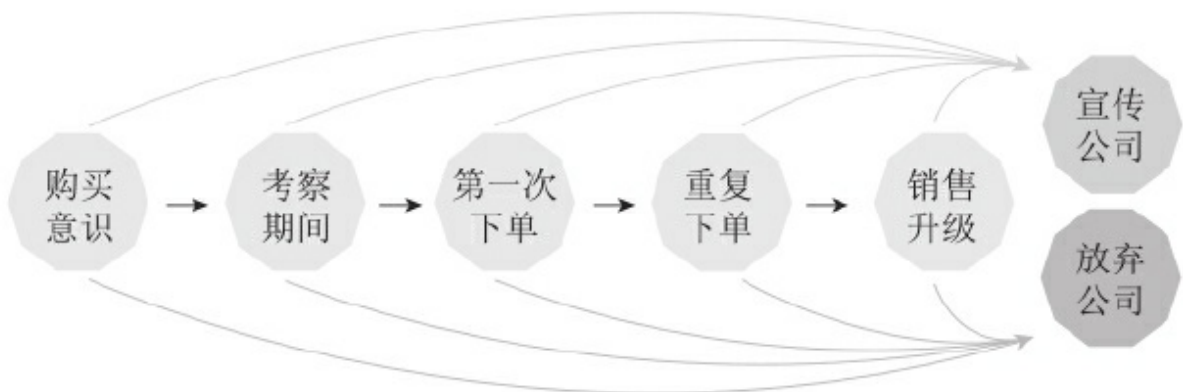 购买
意识
考察
期间
第一次
下单
重复
下单
销售
升级
宣传
公司
放弃
公司